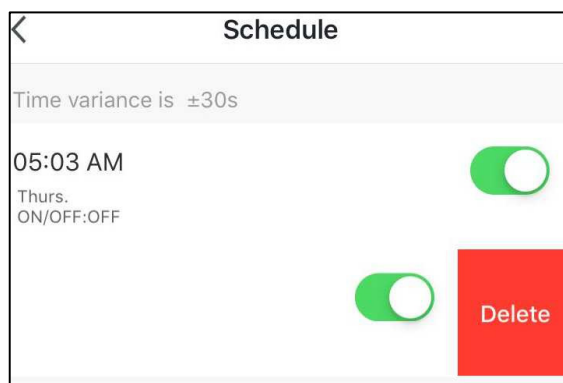 Schedule
Time variance is ±30s
05:03 AM
Thurs.
ON/OFF:OFF
Delete